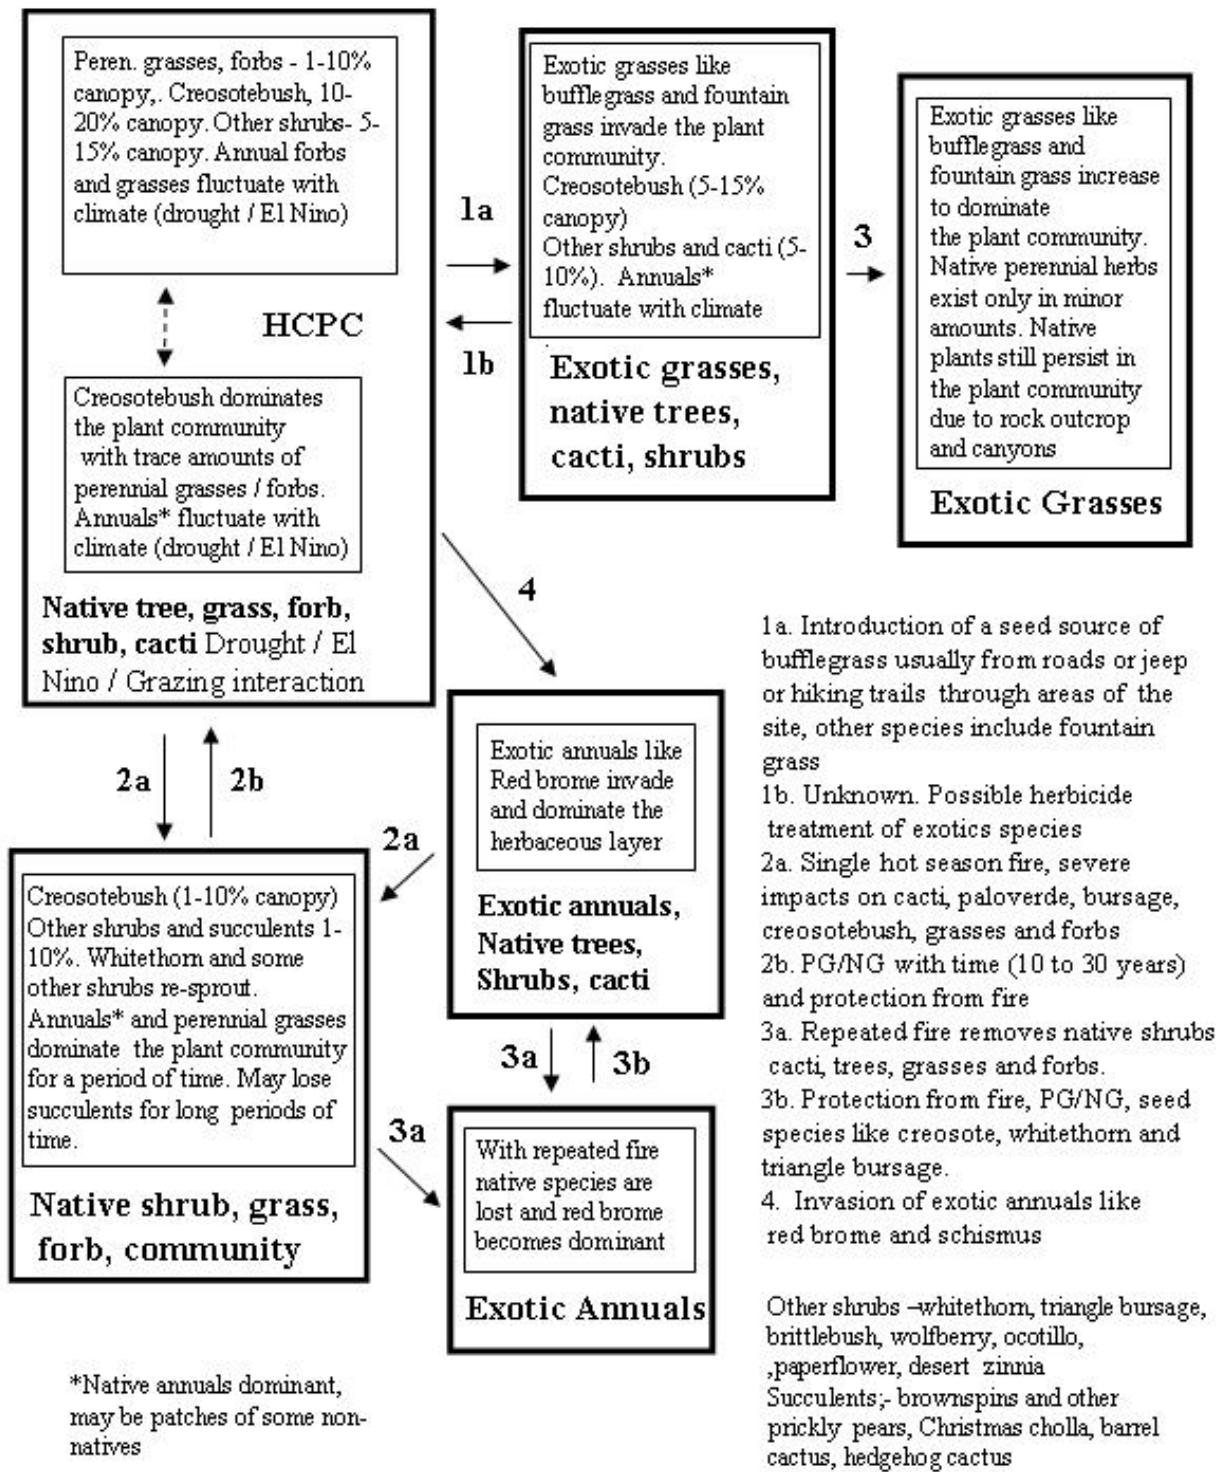 Peren. grasses, forbs - 1-10%
canopy,. Creosotebush, 10-
20% canopy. Other shrubs- 5-
15% canopy. Annual forbs
and grasses fluctuate with
climate (drought / El Nino)
HCPC
Creosotebush dominates
the plant community
with trace amounts of
perennial grasses / forbs.
Annuals* fluctuate with
climate (drought / El Nino)
Native tree, grass, forb,
shrub, cacti Drought / El
Nino / Grazing interaction
1a
1b
Exotic grasses like
bufflegrass and fountain
grass invade the plant
community.
Creosotebush (5-15%
canopy)
Other shrubs and cacti (5-
10%). Annuals*
fluctuate with climate
Exotic grasses,
native trees,
cacti, shrubs
3
Exotic grasses like
bufflegrass and
fountain grass increase
to dominate
the plant community.
Native perennial herbs
exist only in minor
amounts. Native
plants still persist in
the plant community
due to rock outcrop
and canyons
Exotic Grasses
4
2a
2b
Exotic annuals like
Red brome invade
and dominate the
herbaceous layer
Exotic annuals,
Native trees,
Shrubs, cacti
2a
Creosotebush (1-10% canopy)
Other shrubs and succulents 1-
10%. Whitethorn and some
other shrubs re-sprout.
Annuals* and perennial grasses
dominate the plant community
for a period of time. May lose
succulents for long periods of
time.
Native shrub, grass,
forb, community
3a
3b
3a
With repeated fire
native species are
lost and red brome
becomes dominant
Exotic Annuals
*Native annuals dominant,
may be patches of some non-
natives
1a. Introduction of a seed source of
bufflegrass usually from roads or jeep
or hiking trails through areas of the
site, other species include fountain
grass
1b. Unknown. Possible herbicide
treatment of exotics species
2a. Single hot season fire, severe
impacts on cacti, paloverde, bursage,
creosotebush, grasses and forbs
2b. PG/NG with time (10 to 30 years)
and protection from fire
3a. Repeated fire removes native shrubs
cacti, trees, grasses and forbs.
3b. Protection from fire, PG/NG, seed
species like creosote, whitethorn and
triangle bursage.
4. Invasion of exotic annuals like
red brome and schismus
Other shrubs –whitethorn, triangle bursage,
brittlebush, wolfberry, ocotillo,
,paperflower, desert zinnia
Succulents;- brownspins and other
prickly pears, Christmas cholla, barrel
cactus, hedgehog cactus